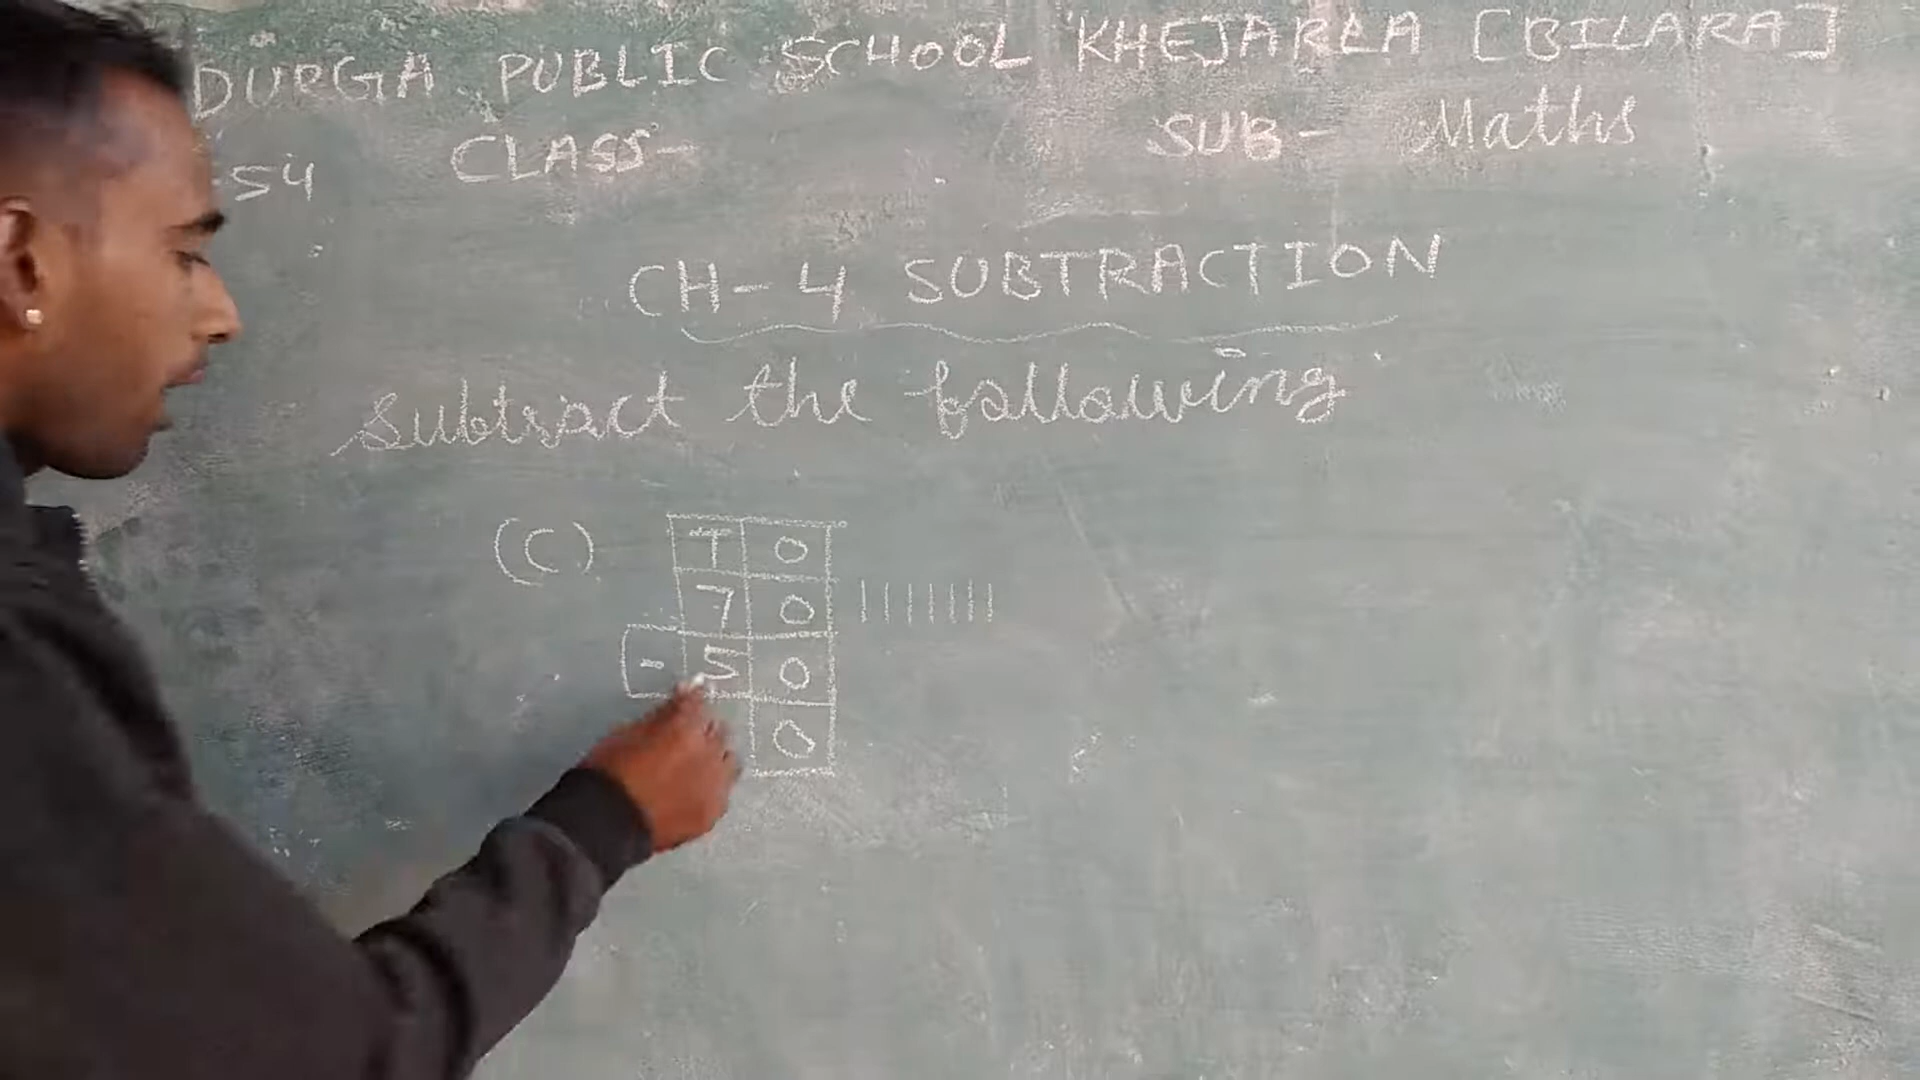 DURGA PUBLIC SCHOOL KHEJARLA [BILARA]
54 CLASS- SUB- Maths
CH-4 SUBTRACTION
Subtract the following
(C) T O
7 0 | | | | | | |
- 5 0
0